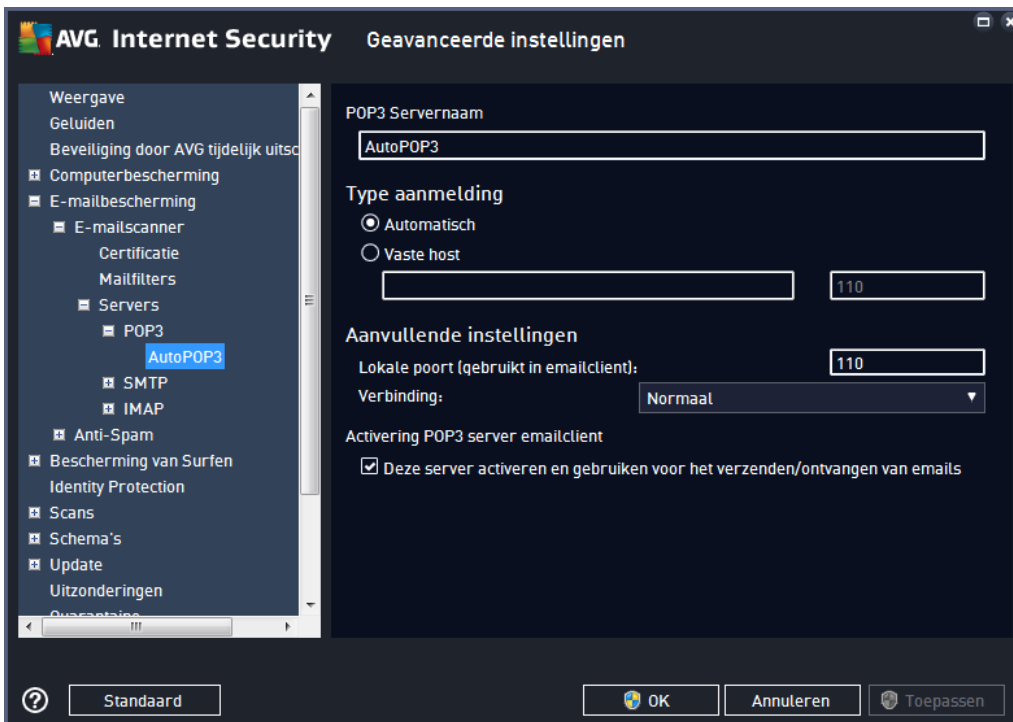 AVG. Internet Security Geavanceerde instellingen
Weergave
Geluiden
Beveiliging door AVG tijdelijk uitsc
Computerbescherming
E-mailbescherming
E-mailscanner
Certificatie
Mailfilters
Servers
POP3
AutoPOP3
SMTP
IMAP
Anti-Spam
Bescherming van Surfen
Identity Protection
Scans
Schema's
Update
Uitzonderingen
Quarantaine
POP3 Servernaam
AutoPOP3
Type aanmelding
Automatisch
Vaste host
110
Aanvullende instellingen
Lokale poort (gebruikt in emailclient):
110
Verbinding:
Normaal
Activering POP3 server emailclient
Deze server activeren en gebruiken voor het verzenden/ontvangen van emails
Standaard
OK
Annuleren
Toepassen